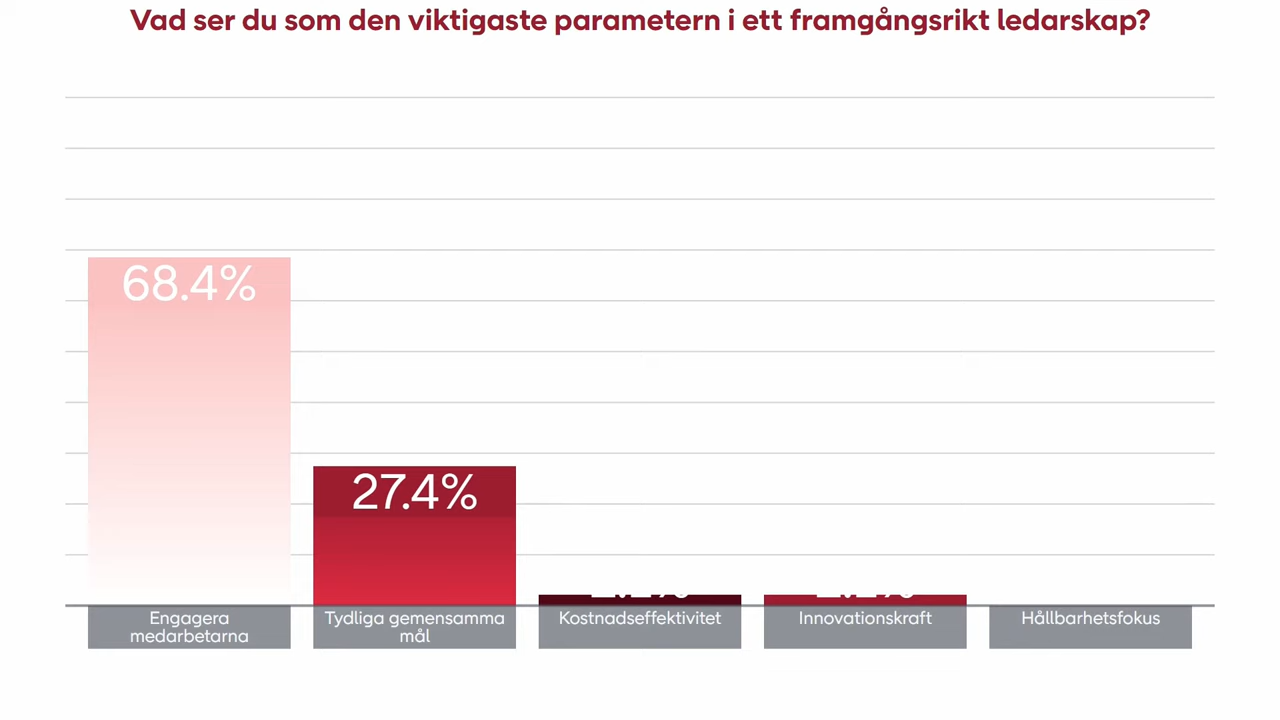 Vad ser du som den viktigaste parametern i ett framgångsrikt ledarskap?
68.4%
27.4%
Engagera
medarbetarna
Tydliga gemensamma
mål
Kostnadseffektivitet
Innovationskraft
Hållbarhetsfokus